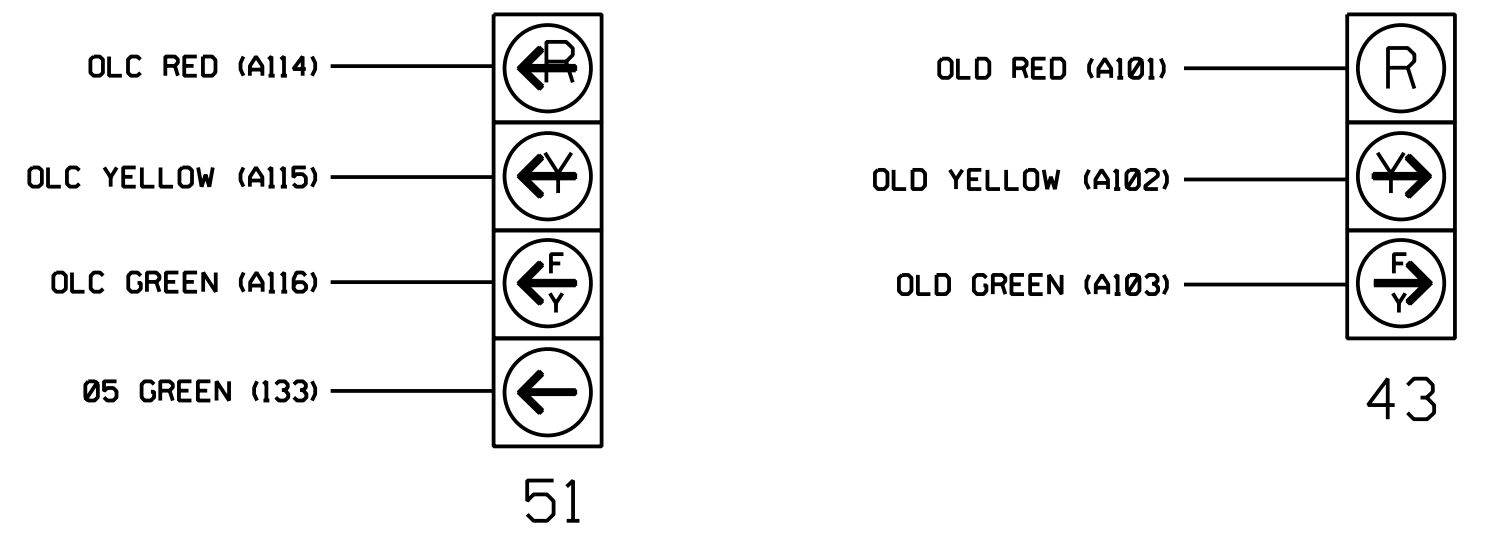 OLC RED (A114)
R
OLC YELLOW (A115)
Y
OLC GREEN (A116)
F
Y
Ø5 GREEN (133)
51
OLD RED (A101)
R
OLD YELLOW (A102)
Y
OLD GREEN (A103)
F
Y
43